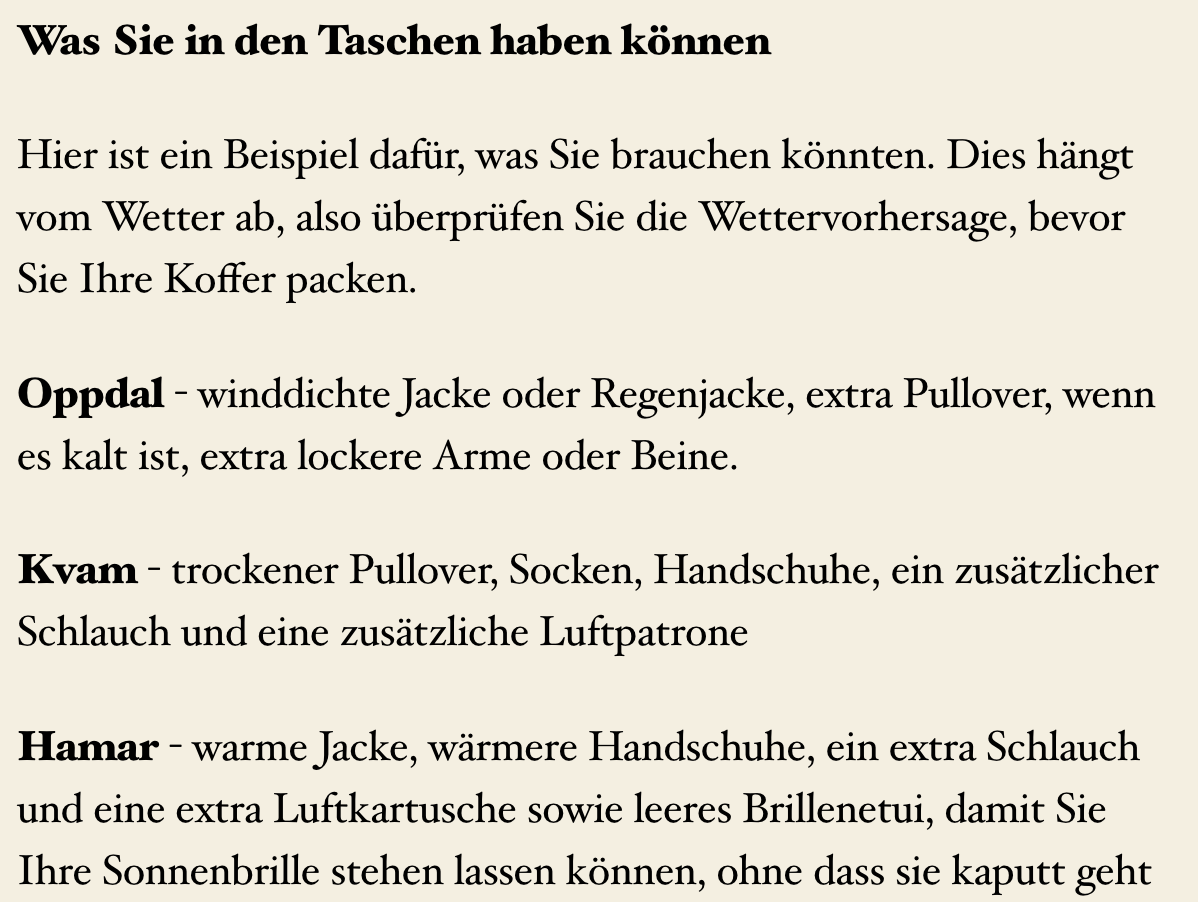 Was Sie in den Taschen haben können
Hier ist ein Beispiel dafür, was Sie brauchen könnten. Dies hängt
vom Wetter ab, also überprüfen Sie die Wettervorhersage, bevor
Sie Ihre Koffer packen.
Oppdal - winddichte Jacke oder Regenjacke, extra Pullover, wenn
es kalt ist, extra lockere Arme oder Beine.
Kvam - trockener Pullover, Socken, Handschuhe, ein zusätzlicher
Schlauch und eine zusätzliche Luftpatrone
Hamar - warme Jacke, wärmere Handschuhe, ein extra Schlauch
und eine extra Luftkartusche sowie leeres Brillenetui, damit Sie
Ihre Sonnenbrille stehen lassen können, ohne dass sie kaputt geht